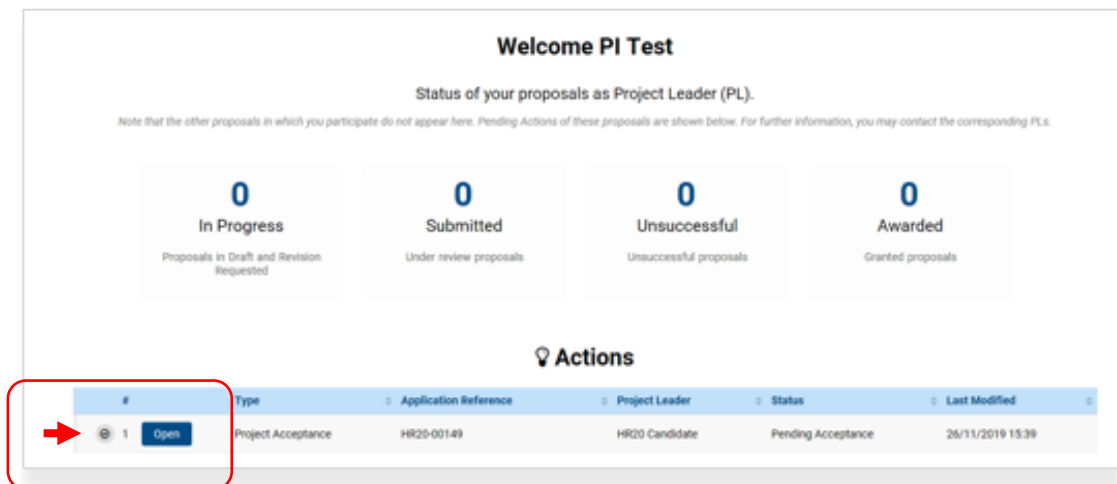 Welcome PI Test
Status of your proposals as Project Leader (PL).
Note that the other proposals in which you participate do not appear here. Pending Actions of these proposals are shown below. For further information, you may contact the corresponding PLs.
0 0 0 0
In Progress Submitted Unsuccessful Awarded
Proposals in Draft and Revision Under review proposals Unsuccessful proposals Granted proposals
Requested
Actions
# Type Application Reference Project Leader Status Last Modified
1 Open Project Acceptance HR20-00149 HR20 Candidate Pending Acceptance 26/11/2019 15:39